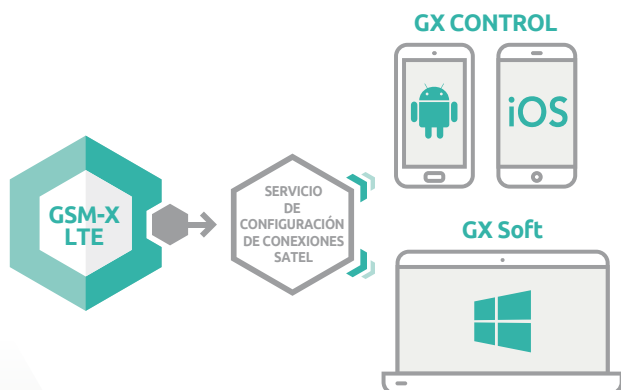 GX CONTROL
iOS
GSM-X
LTE
SERVICIO
DE
CONFIGURACIÓN
DE CONEXIONES
SATEL
GX Soft